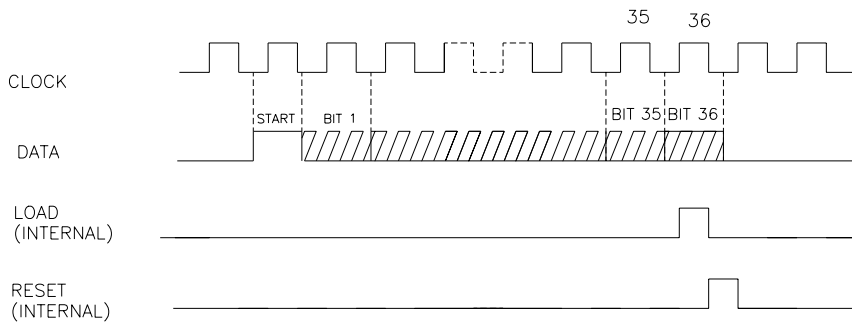 35
36
CLOCK
START
BIT 1
BIT 35
BIT 36
DATA
LOAD
(INTERNAL)
RESET
(INTERNAL)